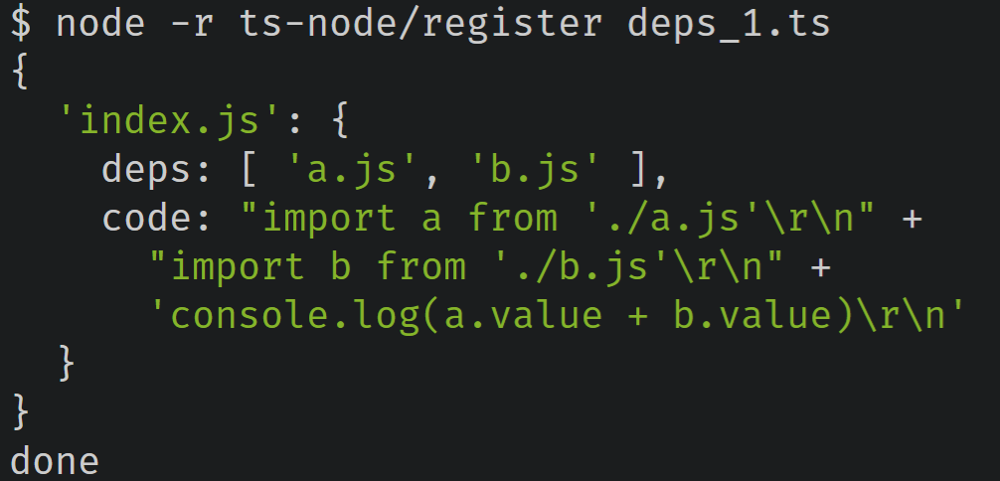 $ node -r ts-node/register deps_1.ts
{
  'index.js': {
    deps: [ 'a.js', 'b.js' ],
    code: "import a from './a.js'\r\n" +
      "import b from './b.js'\r\n" +
      'console.log(a.value + b.value)\r\n'
  }
}
done